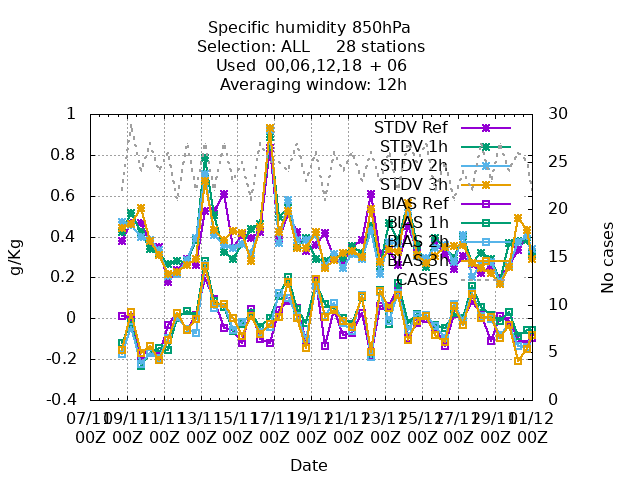 Specific humidity 850hPa
Selection: ALL 28 stations
Used 00,06,12,18 + 06
Averaging window: 12h
1
0.8
0.6
0.4
0.2
0
-0.2
-0.4
g/Kg
30
25
20
15
10
5
0
No cases
STDV Ref
STDV 1h
STDV 2h
STDV 3h
BIAS Ref
BIAS 1h
BIAS 2h
BIAS 3h
CASES
07/11 09/11 11/11 13/11 15/11 17/11 19/11 21/11 23/11 25/11 27/11 29/11 01/12
00Z 00Z 00Z 00Z 00Z 00Z 00Z 00Z 00Z 00Z 00Z 00Z 00Z
Date